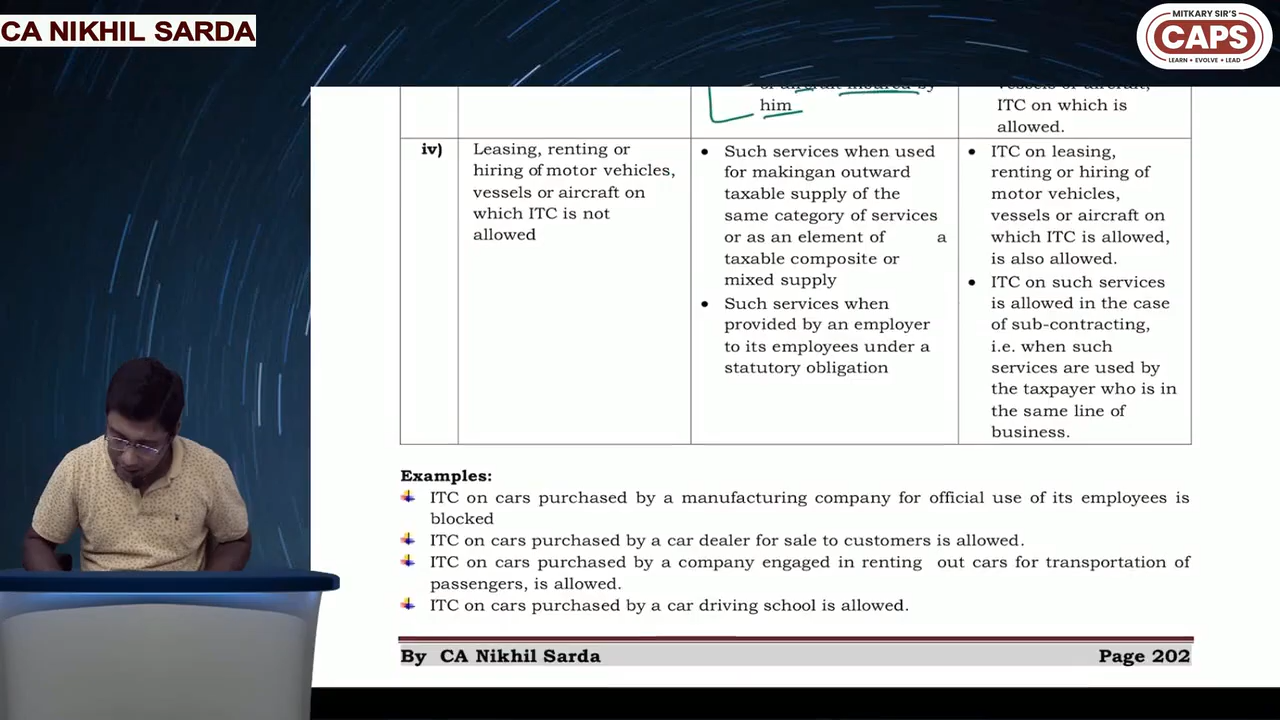 CA NIKHIL SARDA
MITKARY SIR'S
CAPS
LEARN • EVOLVE • LEAD
or aircraft insured by
him
vessels or aircraft,
ITC on which is
allowed.
iv)
Leasing, renting or
hiring of motor vehicles,
vessels or aircraft on
which ITC is not
allowed
• Such services when used
for makingan outward
taxable supply of the
same category of services
or as an element of a
taxable composite or
mixed supply
• Such services when
provided by an employer
to its employees under a
statutory obligation
• ITC on leasing,
renting or hiring of
motor vehicles,
vessels or aircraft on
which ITC is allowed,
is also allowed.
• ITC on such services
is allowed in the case
of sub-contracting,
i.e. when such
services are used by
the taxpayer who is in
the same line of
business.
Examples:
ITC on cars purchased by a manufacturing company for official use of its employees is
blocked
ITC on cars purchased by a car dealer for sale to customers is allowed.
ITC on cars purchased by a company engaged in renting out cars for transportation of
passengers, is allowed.
ITC on cars purchased by a car driving school is allowed.
By CA Nikhil Sarda Page 202